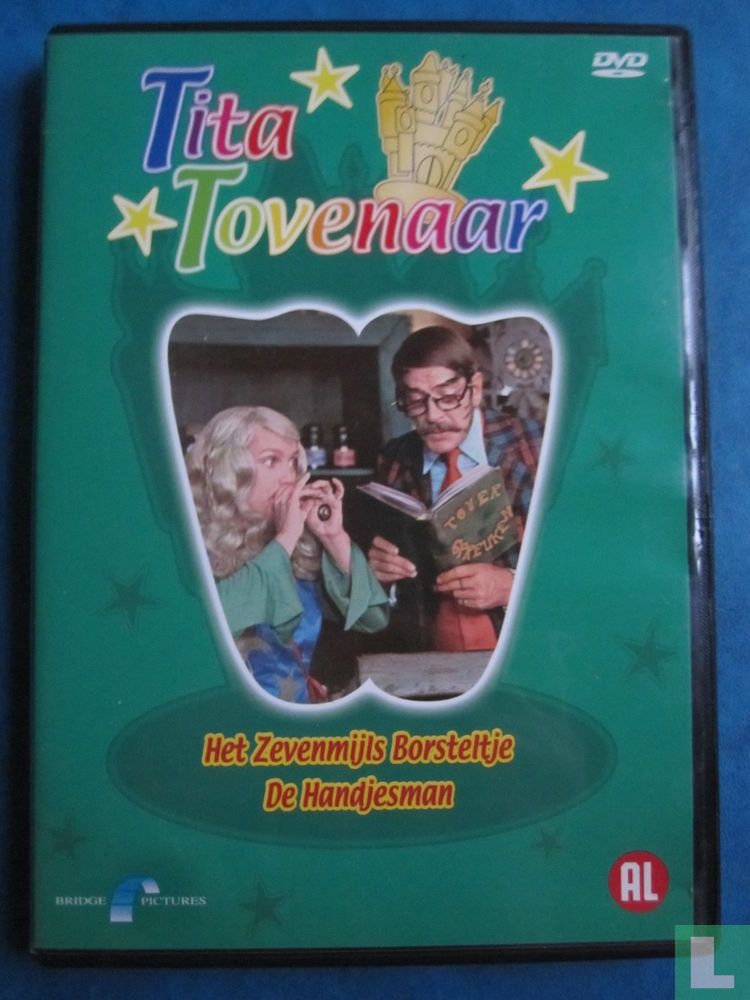 DVD
Tita
Tovenaar
TOVER
SPREUKEN
Het Zevenmijls Borsteltje
De Handjesman
BRIDGE PICTURES
AL
L